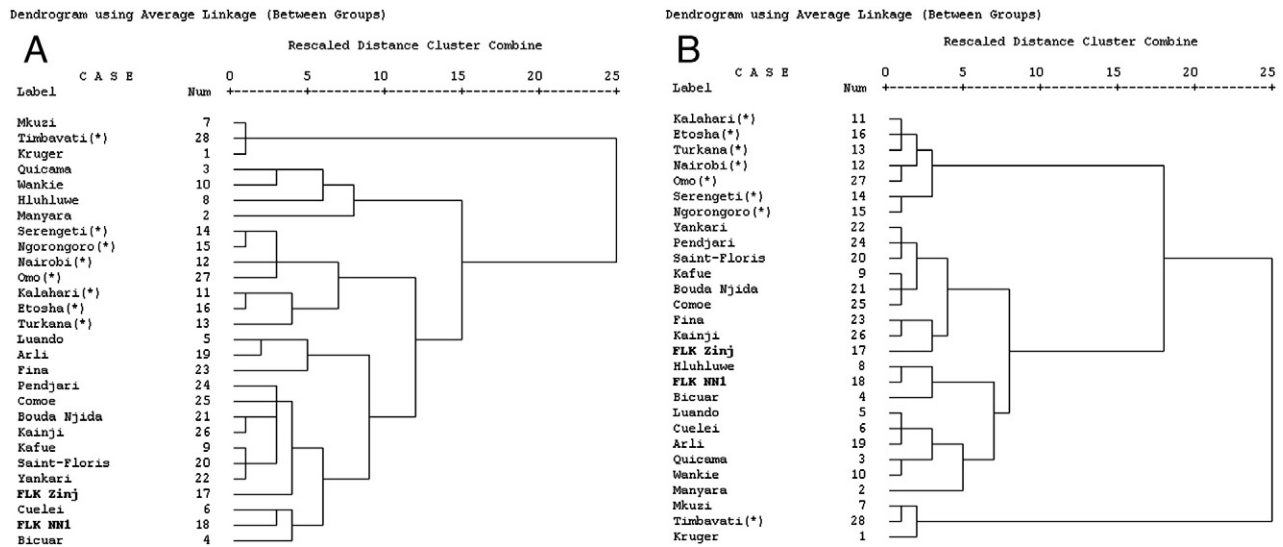 Dendrogram using Average Linkage (Between Groups)
A
Rescaled Distance Cluster Combine
C A S E
0 5 10 15 20 25
Label Num
Mkuzi 7
Timbavati(*) 28
Kruger 1
Quicama 3
Wankie 10
Hluhluwe 8
Manyara 2
Serengeti(*) 14
Ngorongoro(*) 15
Nairobi(*) 12
Omo(*) 27
Kalahari(*) 11
Etosha(*) 16
Turkana(*) 13
Luando 5
Arli 19
Fina 23
Pendjari 24
Comoe 25
Bouda Njida 21
Kainji 26
Kafue 9
Saint-Floris 20
Yankari 22
FLK Zinj 17
Cuelei 6
FLK NN1 18
Bicuar 4
Dendrogram using Average Linkage (Between Groups)
B
Rescaled Distance Cluster Combine
C A S E
0 5 10 15 20 25
Label Num
Kalahari(*) 11
Etosha(*) 16
Turkana(*) 13
Nairobi(*) 12
Omo(*) 27
Serengeti(*) 14
Ngorongoro(*) 15
Yankari 22
Pendjari 24
Saint-Floris 20
Kafue 9
Bouda Njida 21
Comoe 25
Fina 23
Kainji 26
FLK Zinj 17
Hluhluwe 8
FLK NN1 18
Bicuar 4
Luando 5
Cuelei 6
Arli 19
Quicama 3
Wankie 10
Manyara 2
Mkuzi 7
Timbavati(*) 28
Kruger 1